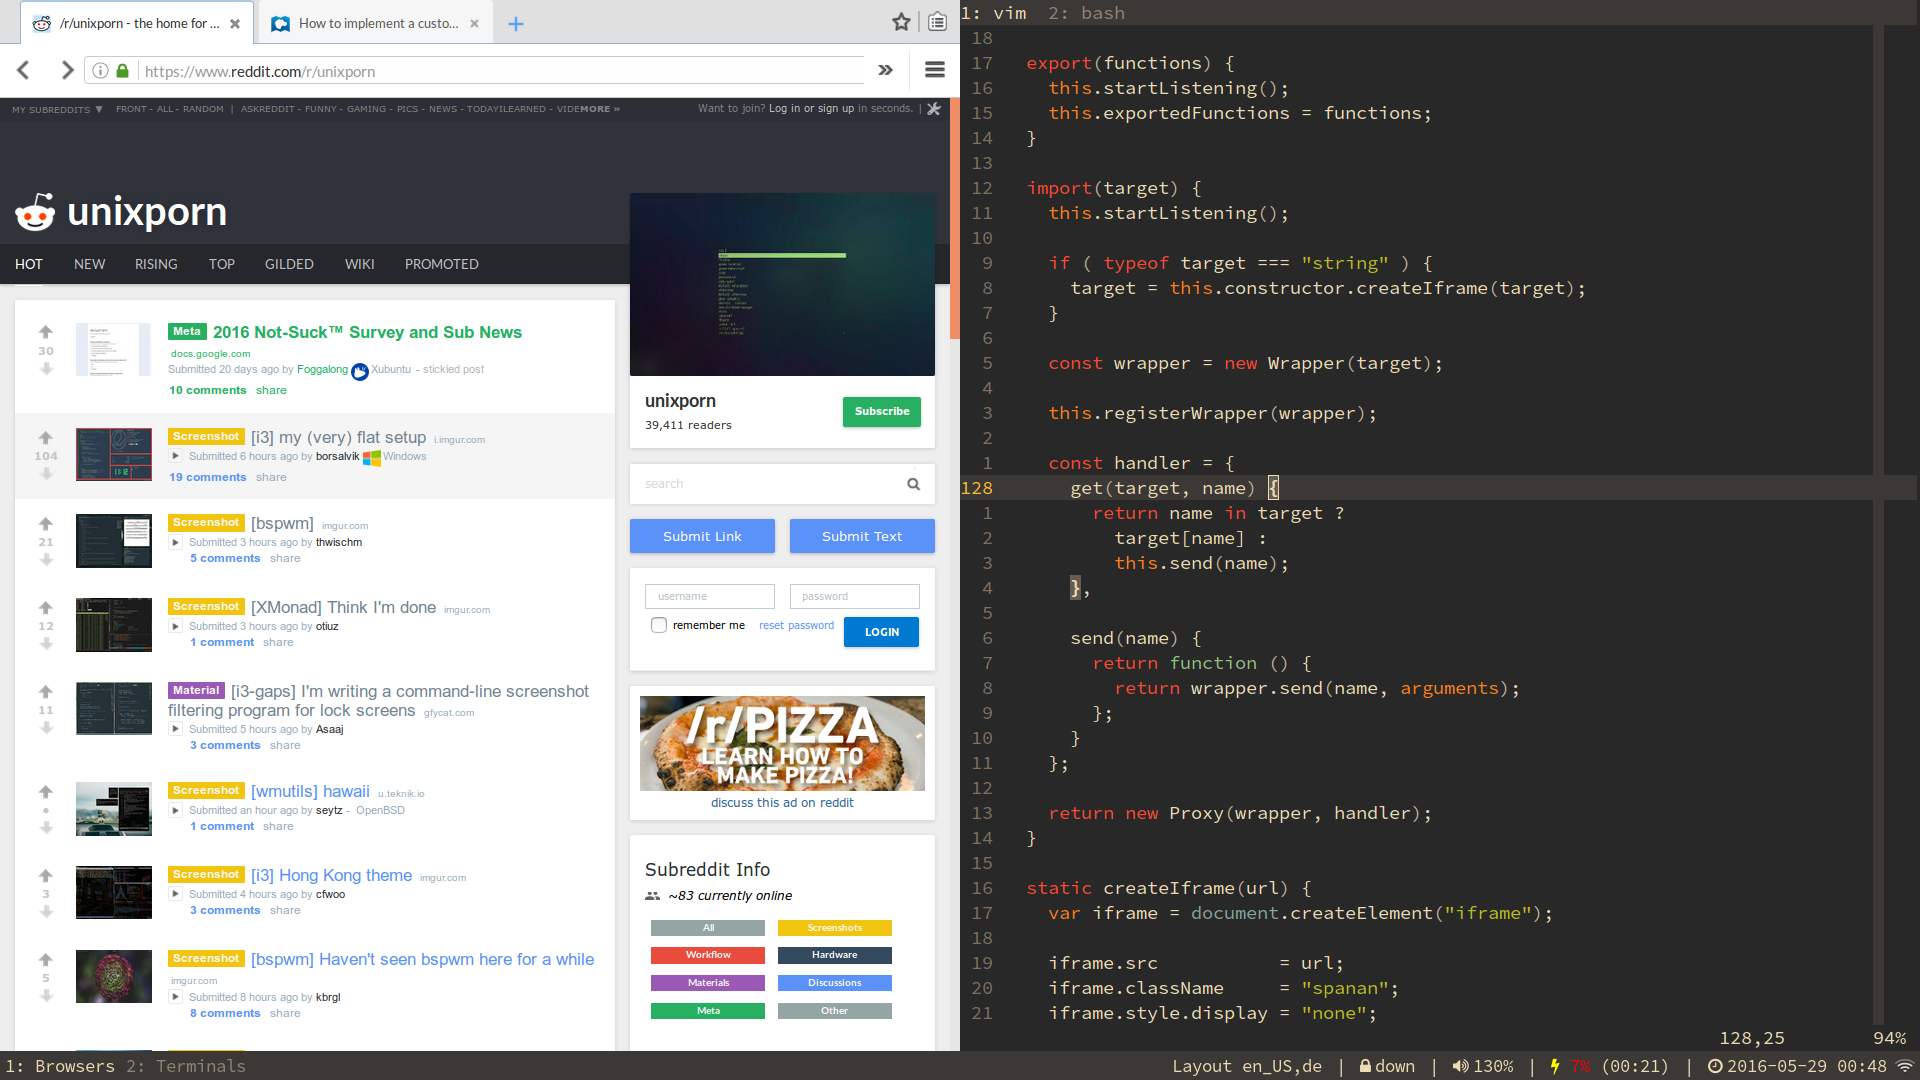 /r/unixporn - the home for ...
How to implement a custo...
https://www.reddit.com/r/unixporn
MY SUBREDDITS ▼ FRONT - ALL - RANDOM | ASKREDDIT - FUNNY - GAMING - PICS - NEWS - TODAYILEARNED - VIDEMORE »
Want to join? Log in or sign up in seconds. |
unixporn
HOT NEW RISING TOP GILDED WIKI PROMOTED
30
Meta 2016 Not-Suck™ Survey and Sub News
docs.google.com
Submitted 20 days ago by Foggalong Xubuntu - stickied post
10 comments share
104
Screenshot [i3] my (very) flat setup i.imgur.com
Submitted 6 hours ago by borsalvik Windows
19 comments share
21
Screenshot [bspwm] imgur.com
Submitted 3 hours ago by thwischm
5 comments share
12
Screenshot [XMonad] Think I'm done imgur.com
Submitted 3 hours ago by otiuz
1 comment share
11
Material [i3-gaps] I'm writing a command-line screenshot
filtering program for lock screens gfycat.com
Submitted 5 hours ago by Asaaj
3 comments share
•
Screenshot [wmutils] hawaii u.teknik.io
Submitted an hour ago by seytz - OpenBSD
1 comment share
3
Screenshot [i3] Hong Kong theme imgur.com
Submitted 4 hours ago by cfwoo
3 comments share
5
Screenshot [bspwm] Haven't seen bspwm here for a while
imgur.com
Submitted 8 hours ago by kbrgl
8 comments share
unixporn
39,411 readers
Subscribe
search
Submit Link Submit Text
username password
remember me reset password LOGIN
/r/PIZZA
LEARN HOW TO
MAKE PIZZA!
discuss this ad on reddit
Subreddit Info
~83 currently online
All Screenshots
Workflow Hardware
Materials Discussions
Meta Other
1: vim 2: bash
18
17 export(functions) {
16 this.startListening();
15 this.exportedFunctions = functions;
14 }
13
12 import(target) {
11 this.startListening();
10
9 if ( typeof target === "string" ) {
8 target = this.constructor.createIframe(target);
7 }
6
5 const wrapper = new Wrapper(target);
4
3 this.registerWrapper(wrapper);
2
1 const handler = {
128 get(target, name) {
1 return name in target ?
2 target[name] :
3 this.send(name);
4 },
5
6 send(name) {
7 return function () {
8 return wrapper.send(name, arguments);
9 };
10 }
11 };
12
13 return new Proxy(wrapper, handler);
14 }
15
16 static createIframe(url) {
17 var iframe = document.createElement("iframe");
18
19 iframe.src = url;
20 iframe.className = "spanan";
21 iframe.style.display = "none";
128,25 94%
1: Browsers 2: Terminals
Layout en_US,de | down | 130% | 7% (00:21) | 2016-05-29 00:48